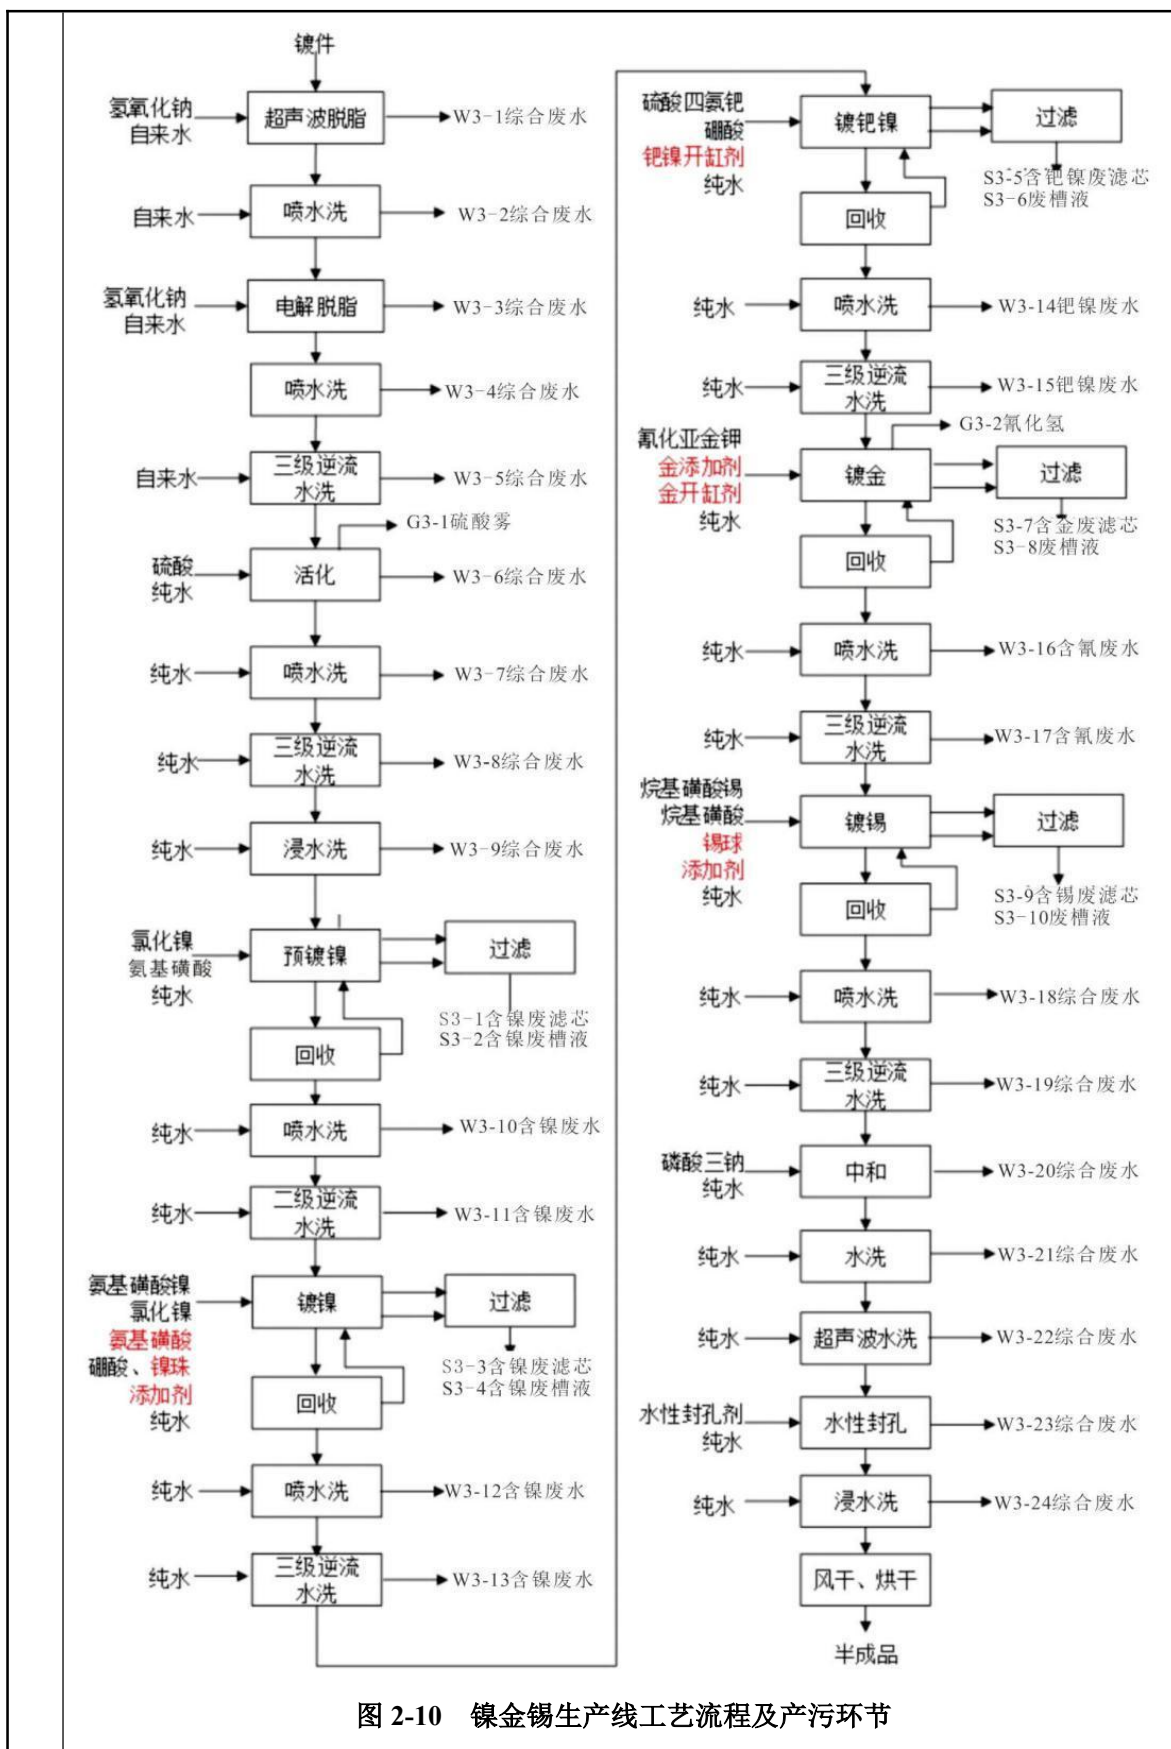 镀件
氢氧化钠
自来水
超声波脱脂
W3-1综合废水
自来水
喷水洗
W3-2综合废水
氢氧化钠
自来水
电解脱脂
W3-3综合废水
喷水洗
W3-4综合废水
自来水
三级逆流
水洗
W3-5综合废水
G3-1硫酸雾
硫酸
纯水
活化
W3-6综合废水
纯水
喷水洗
W3-7综合废水
纯水
三级逆流
水洗
W3-8综合废水
纯水
浸水洗
W3-9综合废水
氯化镍
氨基磺酸
纯水
预镀镍
过滤
S3-1含镍废滤芯
S3-2含镍废槽液
回收
纯水
喷水洗
W3-10含镍废水
纯水
二级逆流
水洗
W3-11含镍废水
氨基磺酸镍
氯化镍
氨基磺酸
硼酸、镍珠
添加剂
纯水
镀镍
过滤
S3-3含镍废滤芯
S3-4含镍废槽液
回收
纯水
喷水洗
W3-12含镍废水
纯水
三级逆流
水洗
W3-13含镍废水
硫酸四氨钯
硼酸
钯镍开缸剂
纯水
镀钯镍
过滤
S3-5含钯镍废滤芯
S3-6废槽液
回收
纯水
喷水洗
W3-14钯镍废水
纯水
三级逆流
水洗
W3-15钯镍废水
G3-2氰化氢
氰化亚金钾
金添加剂
金开缸剂
纯水
镀金
过滤
S3-7含金废滤芯
S3-8废槽液
回收
纯水
喷水洗
W3-16含氰废水
纯水
三级逆流
水洗
W3-17含氰废水
烷基磺酸锡
烷基磺酸
锡球
添加剂
纯水
镀锡
过滤
S3-9含锡废滤芯
S3-10废槽液
回收
纯水
喷水洗
W3-18综合废水
纯水
三级逆流
水洗
W3-19综合废水
磷酸三钠
纯水
中和
W3-20综合废水
纯水
水洗
W3-21综合废水
纯水
超声波水洗
W3-22综合废水
水性封孔剂
纯水
水性封孔
W3-23综合废水
纯水
浸水洗
W3-24综合废水
风干、烘干
半成品
图 2-10 镍金锡生产线工艺流程及产污环节